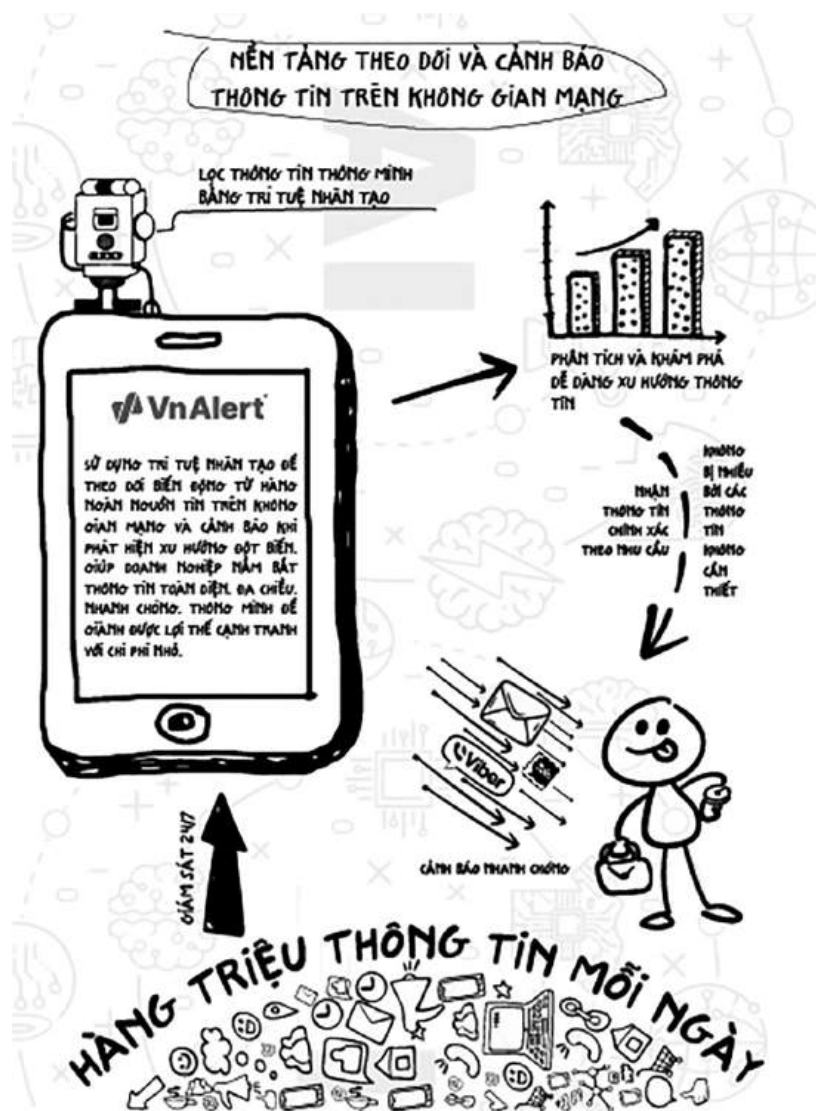 NỀN TẢNG THEO DÕI VÀ CẢNH BÁO
THÔNG TIN TRÊN KHÔNG GIAN MẠNG
LỌC THÔNG TIN THÔNG MINH
BẰNG TRÍ TUỆ NHÂN TẠO
VnAlert
SỬ DỤNG TRÍ TUỆ NHÂN TẠO ĐỂ
THEO DÕI BIẾN ĐỘNG TỪ HÀNG
NGÀN NGUỒN TIN TRÊN KHÔNG
GIAN MẠNG VÀ CẢNH BÁO KHI
PHÁT HIỆN XU HƯỚNG ĐỘT BIẾN.
GIÚP DOANH NGHIỆP NẮM BẮT
THÔNG TIN TOÀN DIỆN, ĐA CHIỀU,
NHANH CHÓNG, THÔNG MINH ĐỂ
GIÀNH ĐƯỢC LỢI THẾ CẠNH TRANH
VỚI CHI PHÍ NHỎ.
PHÂN TÍCH VÀ KHÁM PHÁ
DỄ DÀNG XU HƯỚNG THÔNG
TIN
NHẬN
THÔNG TIN
CHÍNH XÁC
THEO NHU CẦU
KHÔNG
BỊ NHIỄU
BỞI CÁC
THÔNG
TIN
KHÔNG
CẦN
THIẾT
Viber
CẢNH BÁO NHANH CHÓNG
GIÁM SÁT 24/7
HÀNG TRIỆU THÔNG TIN MỖI NGÀY